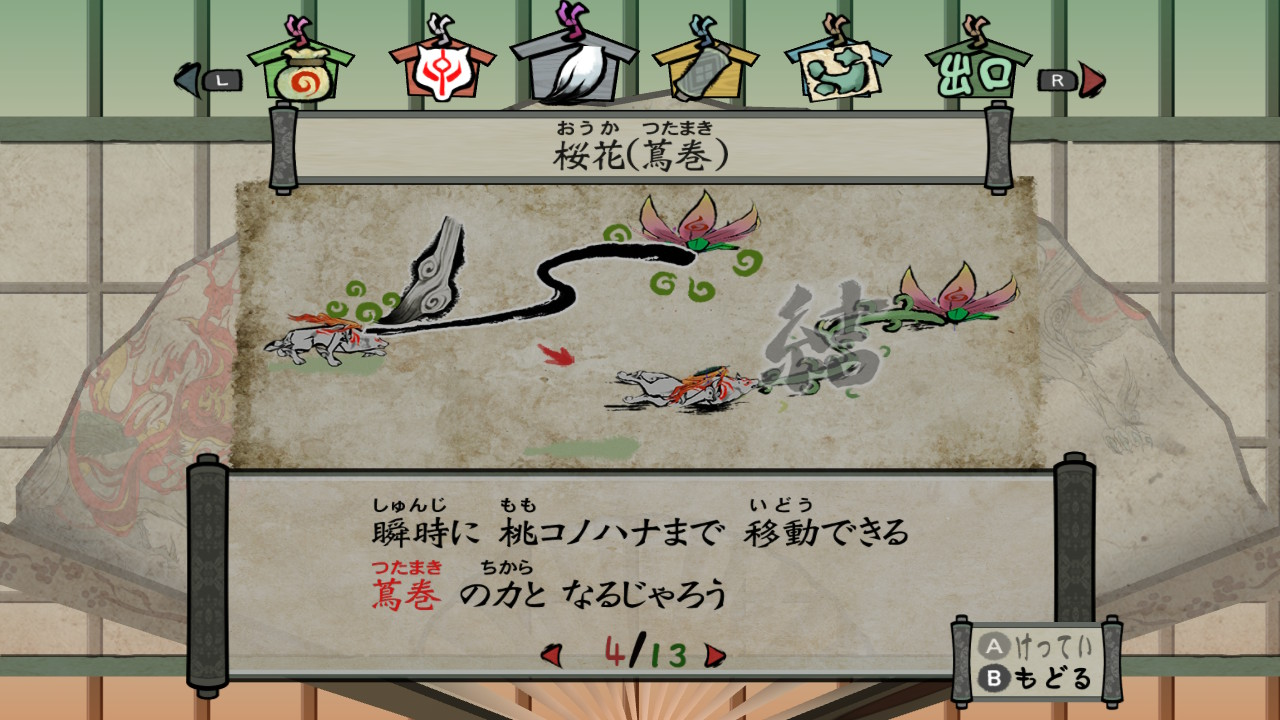 L
出口
R
おうか つたまき
桜花(蔦巻)
結
しゅんじ もも いどう
瞬時に 桃コノハナまで 移動できる
つたまき ちから
蔦巻 の力と なるじゃろう
4/13
A けってい
B もどる